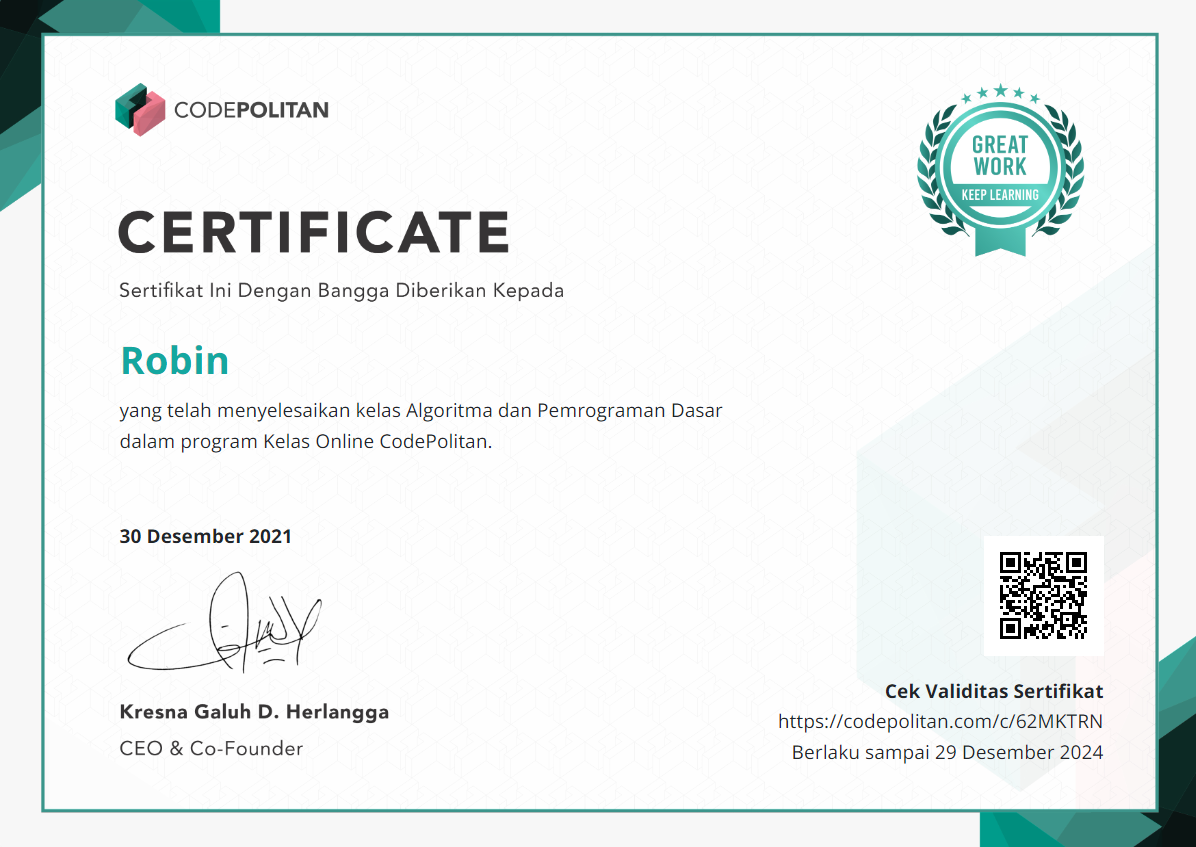 CODEPOLITAN
GREAT
WORK
KEEP LEARNING
CERTIFICATE
Sertifikat Ini Dengan Bangga Diberikan Kepada
Robin
yang telah menyelesaikan kelas Algoritma dan Pemrograman Dasar
dalam program Kelas Online CodePolitan.
30 Desember 2021
Kresna Galuh D. Herlangga
CEO & Co-Founder
Cek Validitas Sertifikat
https://codepolitan.com/c/62MKTRN
Berlaku sampai 29 Desember 2024